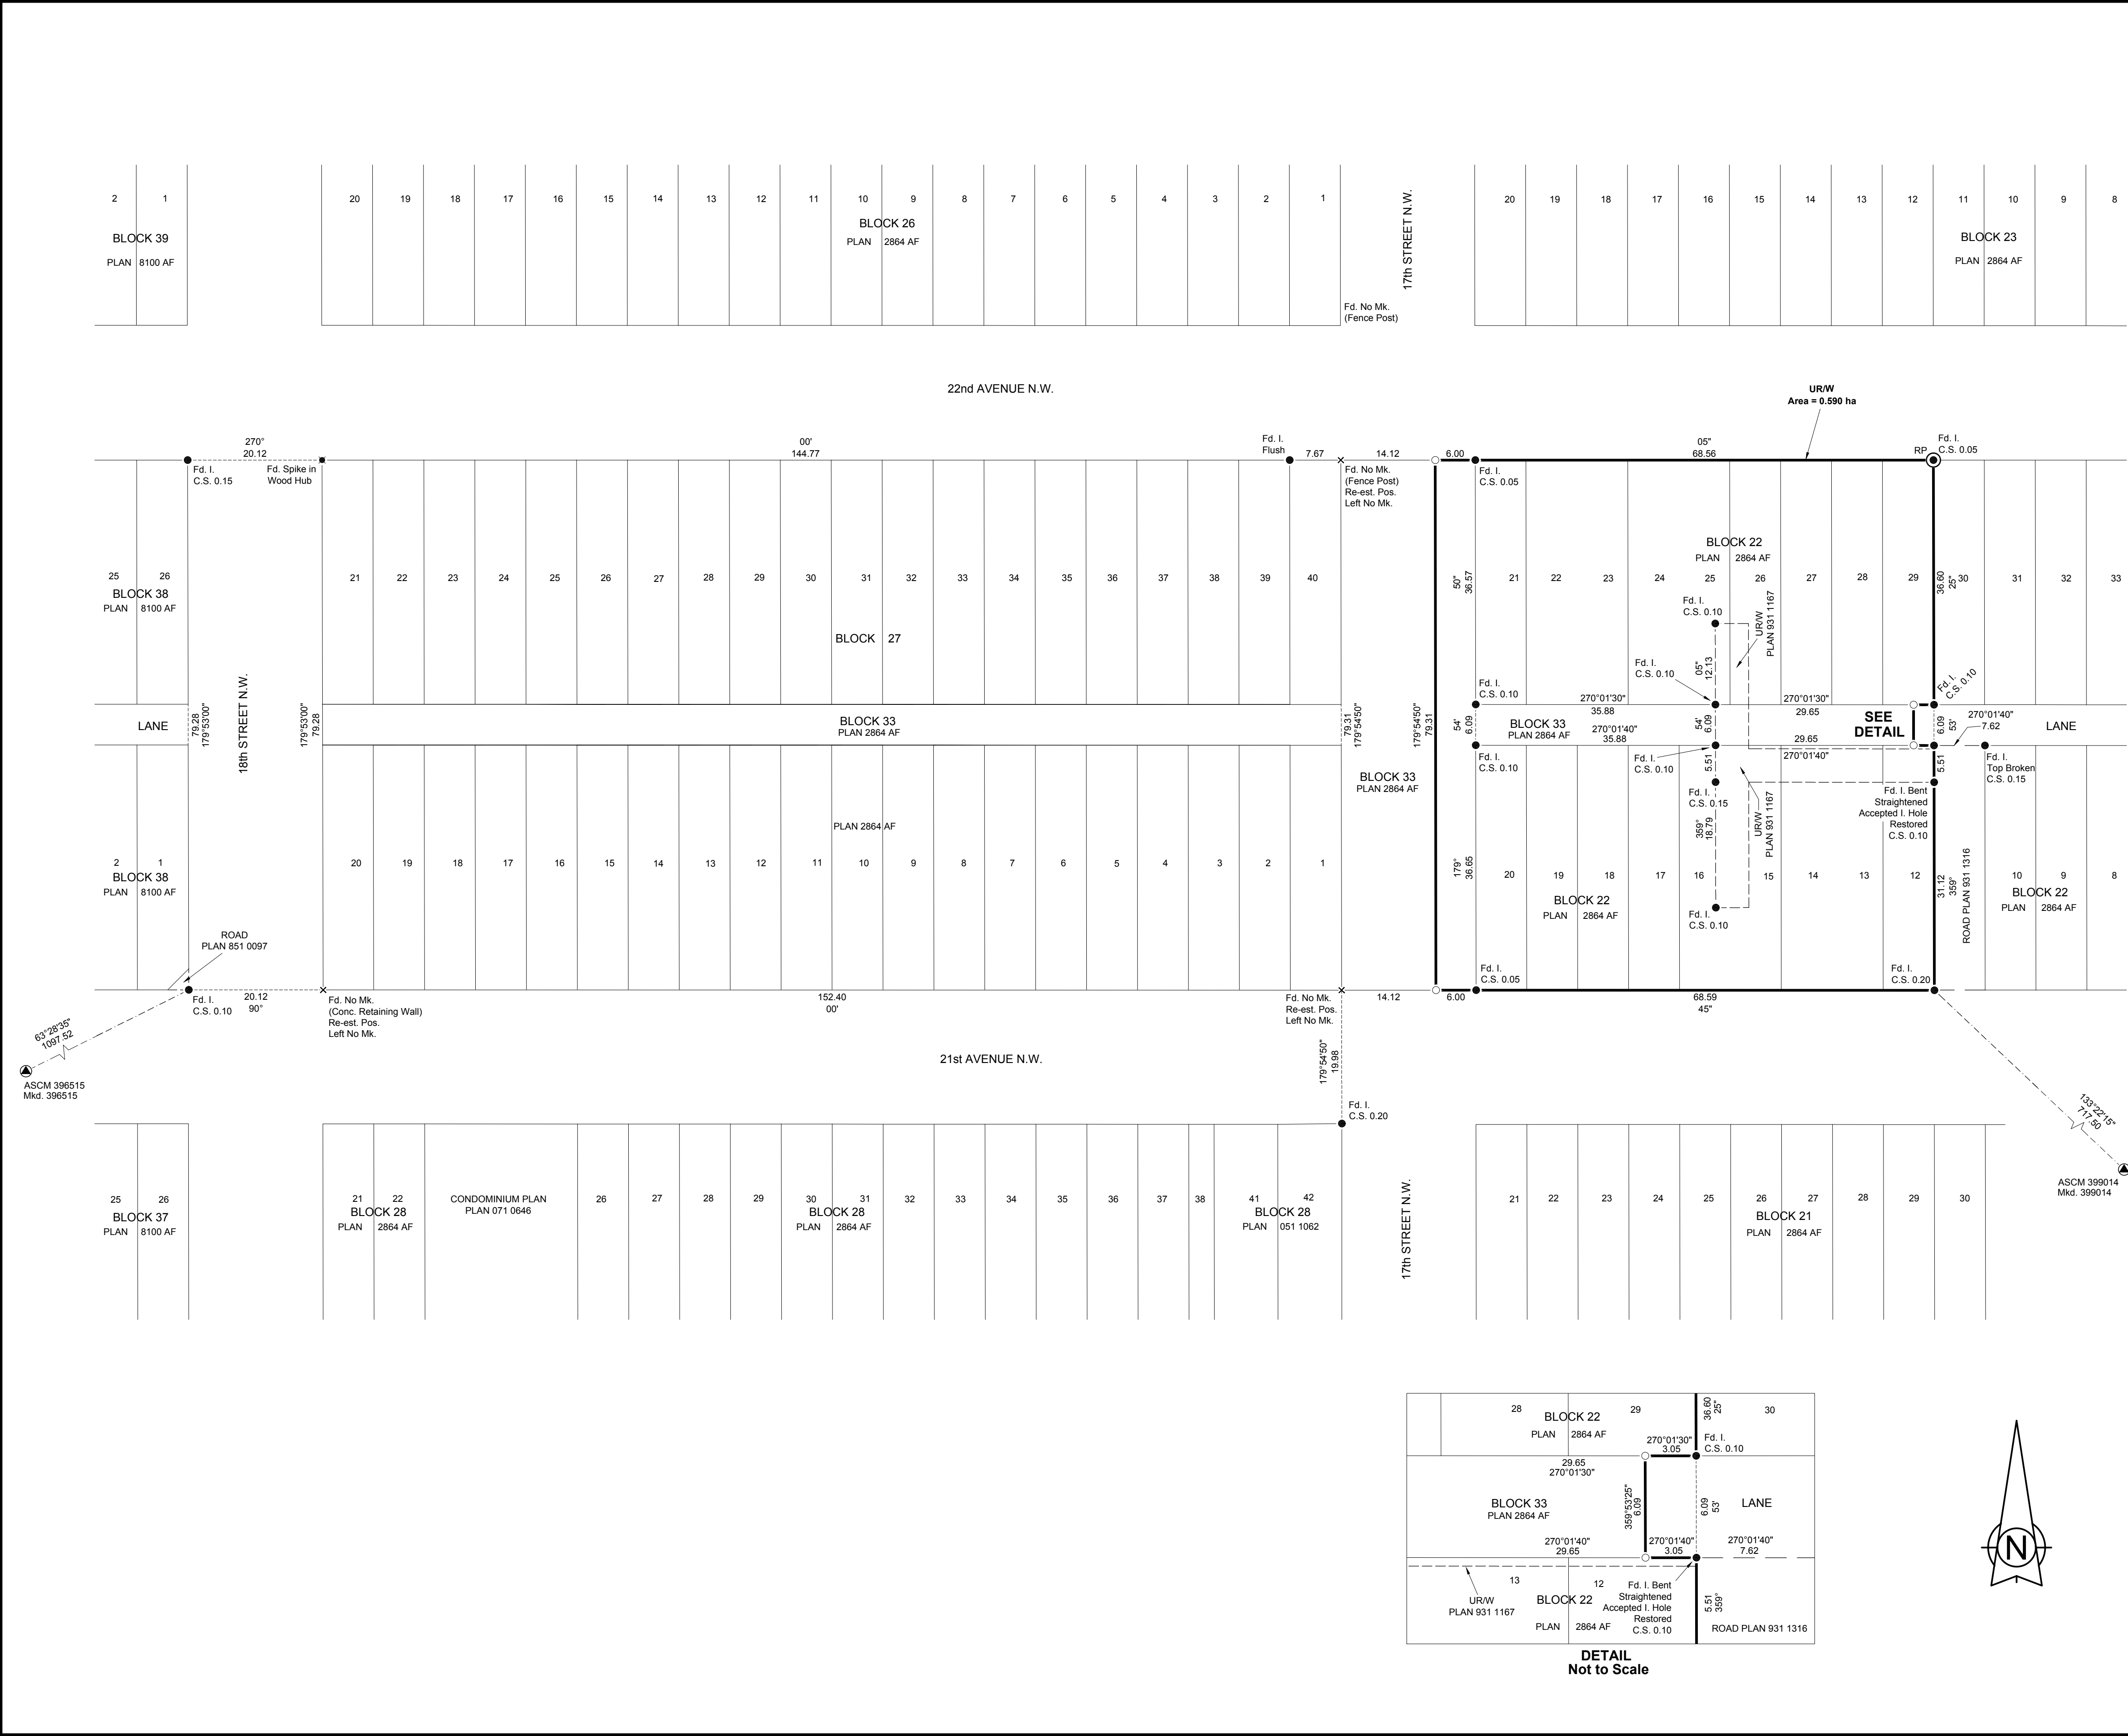 2 1
BLOCK 39
PLAN 8100 AF
20 19 18 17 16 15 14 13 12 11 10 9 8 7 6 5 4 3 2 1
BLOCK 26
PLAN 2864 AF
17th STREET N.W.
Fd. No Mk.
(Fence Post)
20 19 18 17 16 15 14 13 12 11 10 9 8
BLOCK 23
PLAN 2864 AF
22nd AVENUE N.W.
UR/W
Area = 0.590 ha
270°
20.12
00'
144.77
Fd. I.
Flush
7.67
14.12
6.00
05"
68.56
RP
Fd. I.
C.S. 0.05
Fd. I.
C.S. 0.15
Fd. Spike in
Wood Hub
Fd. No Mk.
(Fence Post)
Re-est. Pos.
Left No Mk.
Fd. I.
C.S. 0.05
25 26
BLOCK 38
PLAN 8100 AF
21 22 23 24 25 26 27 28 29 30 31 32 33 34 35 36 37 38 39 40
BLOCK 27
50"
36.57
BLOCK 22
PLAN 2864 AF
21 22 23 24 25 26 27 28 29 30 31 32 33
36.60
25"
Fd. I.
C.S. 0.10
UR/W
PLAN 931 1167
05"
12.13
Fd. I.
C.S. 0.10
Fd. I.
C.S. 0.10
Fd. I.
C.S. 0.10
LANE
79.28
179°53'00"
18th STREET N.W.
179°53'00"
79.28
BLOCK 33
PLAN 2864 AF
79.31
179°54'50"
179°54'50"
79.31
54'
6.09
270°01'30"
35.88
BLOCK 33
PLAN 2864 AF
270°01'40"
35.88
54'
6.09
270°01'30"
29.65
29.65
270°01'40"
SEE
DETAIL
6.09
53'
270°01'40"
7.62
LANE
BLOCK 33
PLAN 2864 AF
Fd. I.
C.S. 0.10
Fd. I.
C.S. 0.10
5.51
Fd. I.
C.S. 0.15
359°
18.79
UR/W
PLAN 931 1167
5.51
Fd. I.
Top Broken
C.S. 0.15
Fd. I. Bent
Straightened
Accepted I. Hole
Restored
C.S. 0.10
PLAN 2864 AF
2 1
BLOCK 38
PLAN 8100 AF
20 19 18 17 16 15 14 13 12 11 10 9 8 7 6 5 4 3 2 1
179°
36.65
20 19 18 17 16 15 14 13 12
BLOCK 22
PLAN 2864 AF
Fd. I.
C.S. 0.10
31.12
359°
ROAD PLAN 931 1316
10 9 8
BLOCK 22
PLAN 2864 AF
ROAD
PLAN 851 0097
Fd. I.
C.S. 0.05
Fd. I.
C.S. 0.20
63°28'35"
1097.52
Fd. I.
C.S. 0.10
20.12
90°
Fd. No Mk.
(Conc. Retaining Wall)
Re-est. Pos.
Left No Mk.
152.40
00'
Fd. No Mk.
Re-est. Pos.
Left No Mk.
14.12
6.00
68.59
45"
ASCM 396515
Mkd. 396515
21st AVENUE N.W.
179°54'50"
19.98
Fd. I.
C.S. 0.20
133°22'15"
717.50
ASCM 399014
Mkd. 399014
25 26
BLOCK 37
PLAN 8100 AF
21 22
BLOCK 28
PLAN 2864 AF
CONDOMINIUM PLAN
PLAN 071 0646
26 27 28 29 30 31 32 33 34 35 36 37 38
BLOCK 28
PLAN 2864 AF
41 42
BLOCK 28
PLAN 051 1062
17th STREET N.W.
21 22 23 24 25 26 27 28 29 30
BLOCK 21
PLAN 2864 AF
28 29 30
BLOCK 22
PLAN 2864 AF
36.60
25"
270°01'30"
3.05
Fd. I.
C.S. 0.10
29.65
270°01'30"
BLOCK 33
PLAN 2864 AF
359°53'25"
6.09
6.09
53'
LANE
270°01'40"
29.65
270°01'40"
3.05
270°01'40"
7.62
13 12
UR/W
PLAN 931 1167
BLOCK 22
PLAN 2864 AF
Fd. I. Bent
Straightened
Accepted I. Hole
Restored
C.S. 0.10
5.51
359°
ROAD PLAN 931 1316
DETAIL
Not to Scale
N